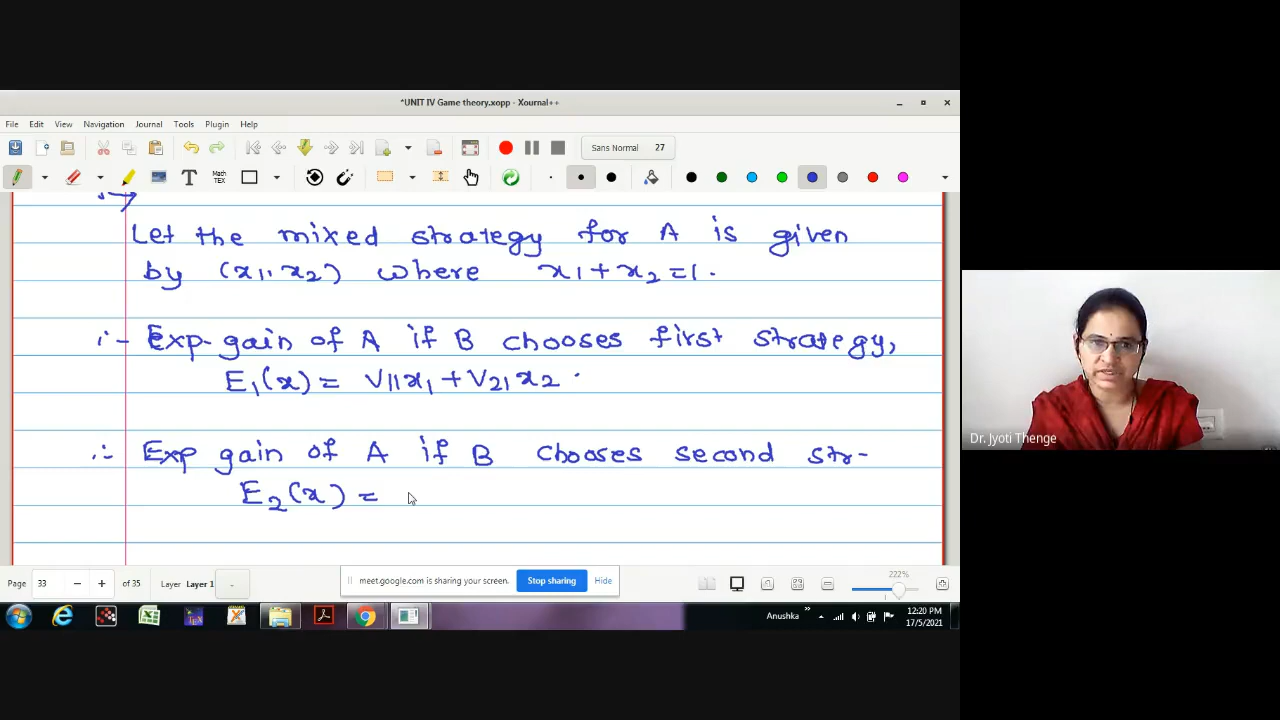 *UNIT IV Game theory.xopp - Xournal++
File Edit View Navigation Journal Tools Plugin Help
Sans Normal 27
Math TEX
Let the mixed strategy for A is given
by (x1, x2) where x1 + x2 = 1.
∴ Exp. gain of A if B chooses first strategy,
E1(x) = V11x1 + V21x2 .
∴ Exp gain of A if B chooses second str-
E2(x) =
Dr. Jyoti Thenge
Page 33 of 35 Layer Layer 1
meet.google.com is sharing your screen. Stop sharing Hide
222%
Anushka
12:20 PM
17/5/2021